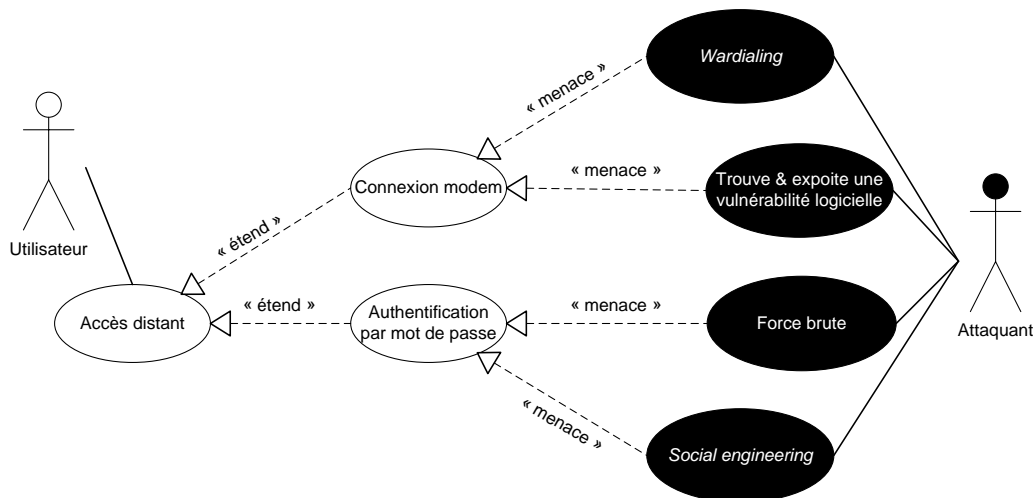 Wardialing
« menace »
« menace »
Trouve & expoite une
vulnérabilité logicielle
Connexion modem
Utilisateur
« étend »
« étend »
Accès distant
Authentification
par mot de passe
« menace »
Force brute
Attaquant
« menace »
Social engineering